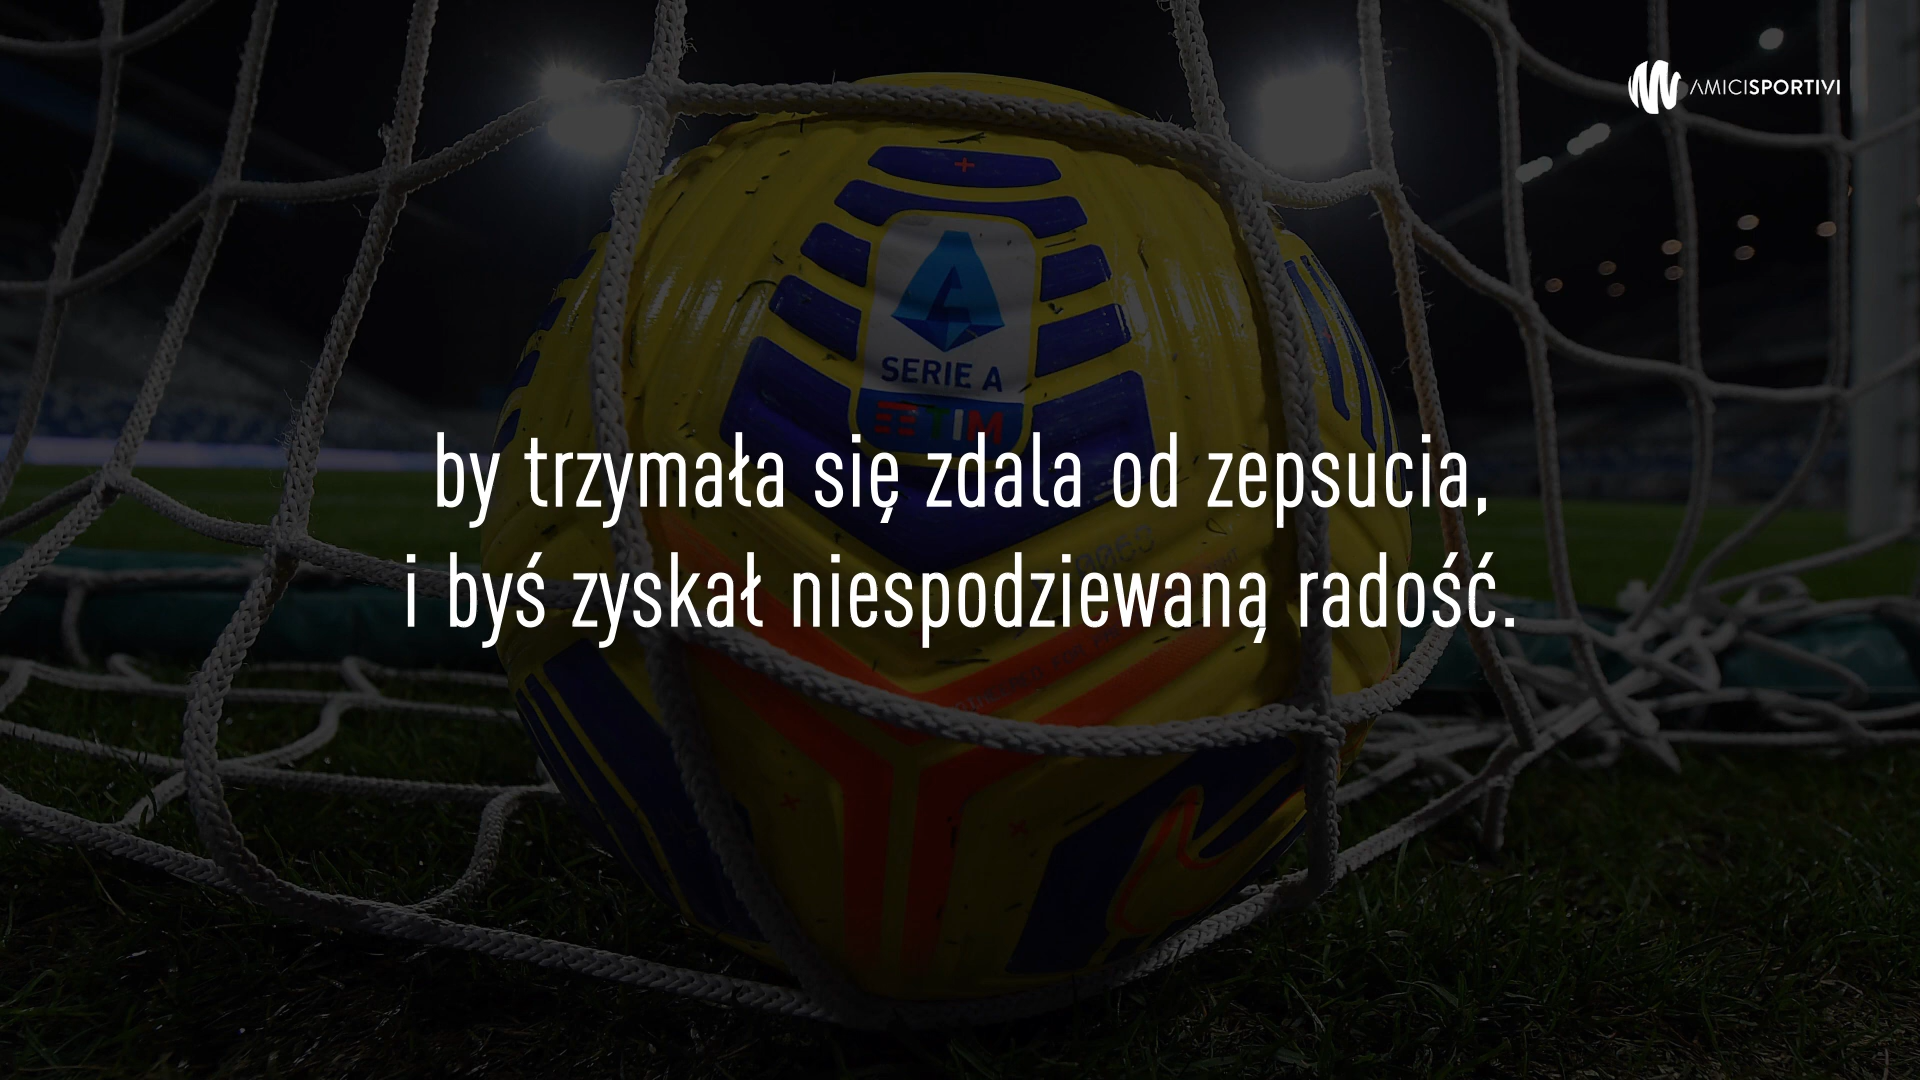 AMICISPORTIVI
SERIE A
TIM
by trzymała się zdala od zepsucia,
i byś zyskał niespodziewaną radość.